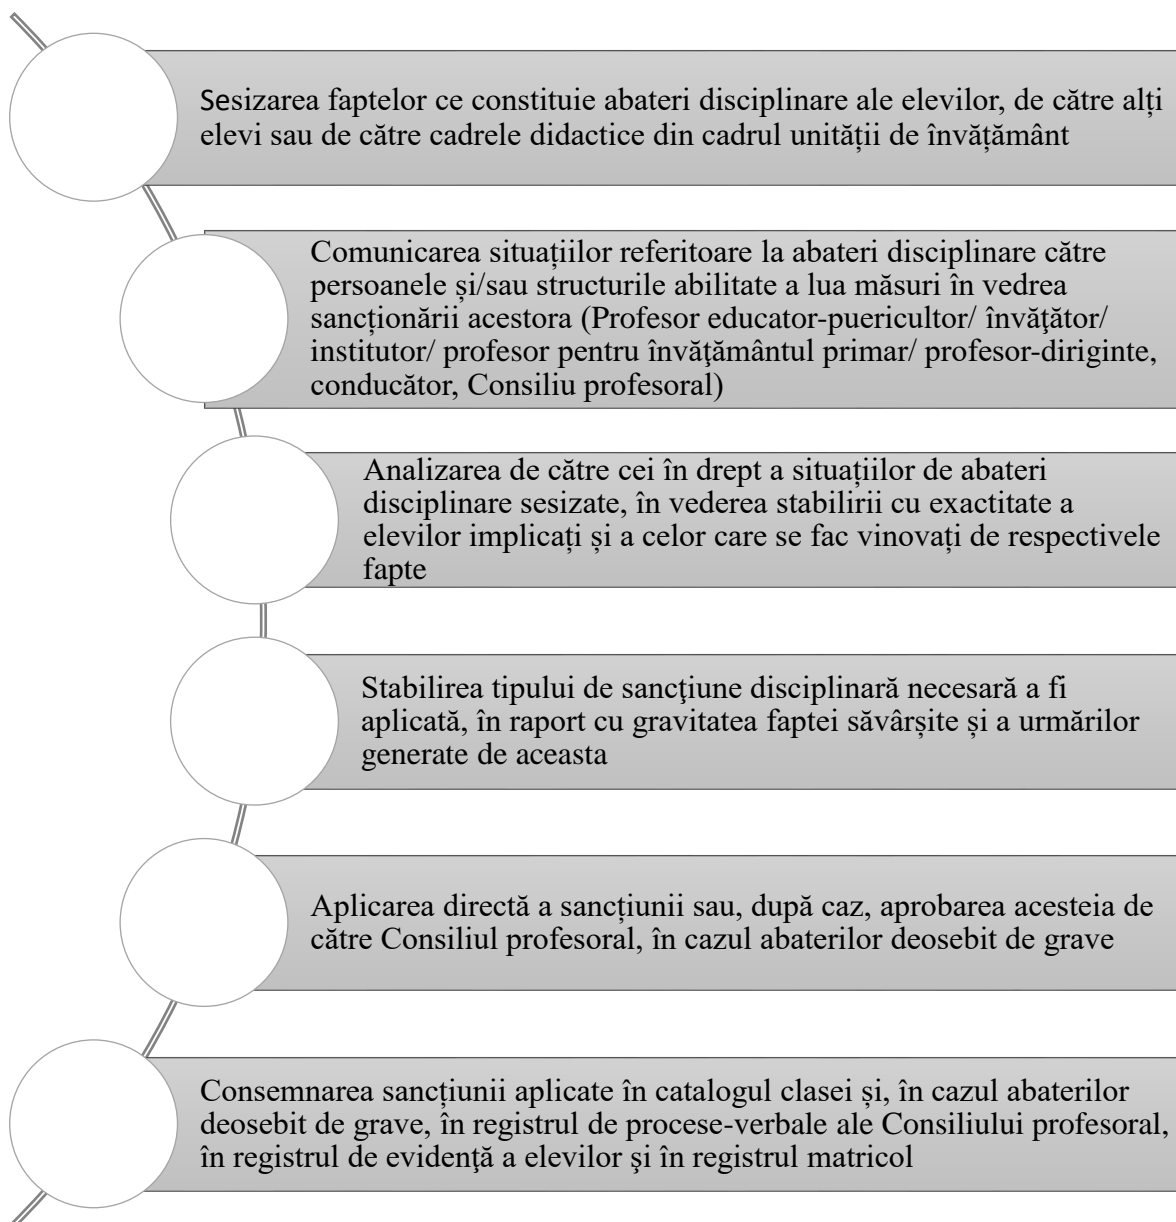 Sesizarea faptelor ce constituie abateri disciplinare ale elevilor, de către alți
elevi sau de către cadrele didactice din cadrul unității de învățământ
Comunicarea situațiilor referitoare la abateri disciplinare către
persoanele și/sau structurile abilitate a lua măsuri în vedrea
sancționării acestora (Profesor educator-puericultor/ învăţător/
institutor/ profesor pentru învăţământul primar/ profesor-diriginte,
conducător, Consiliu profesoral)
Analizarea de către cei în drept a situațiilor de abateri
disciplinare sesizate, în vederea stabilirii cu exactitate a
elevilor implicați și a celor care se fac vinovați de respectivele
fapte
Stabilirea tipului de sancţiune disciplinară necesară a fi
aplicată, în raport cu gravitatea faptei săvârșite și a urmărilor
generate de aceasta
Aplicarea directă a sancțiunii sau, după caz, aprobarea acesteia de
către Consiliul profesoral, în cazul abaterilor deosebit de grave
Consemnarea sancțiunii aplicate în catalogul clasei și, în cazul abaterilor
deosebit de grave, în registrul de procese-verbale ale Consiliului profesoral,
în registrul de evidenţă a elevilor şi în registrul matricol